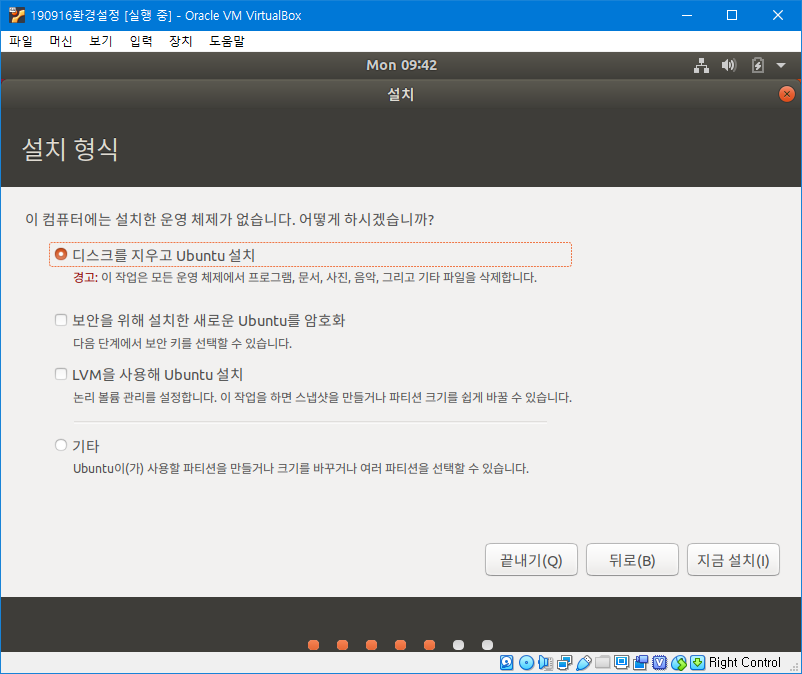 190916환경설정 [실행 중] - Oracle VM VirtualBox
파일 머신 보기 입력 장치 도움말
Mon 09:42
설치
설치 형식
이 컴퓨터에는 설치한 운영 체제가 없습니다. 어떻게 하시겠습니까?
디스크를 지우고 Ubuntu 설치
경고: 이 작업은 모든 운영 체제에서 프로그램, 문서, 사진, 음악, 그리고 기타 파일을 삭제합니다.
보안을 위해 설치한 새로운 Ubuntu를 암호화
다음 단계에서 보안 키를 선택할 수 있습니다.
LVM을 사용해 Ubuntu 설치
논리 볼륨 관리를 설정합니다. 이 작업을 하면 스냅샷을 만들거나 파티션 크기를 쉽게 바꿀 수 있습니다.
기타
Ubuntu이(가) 사용할 파티션을 만들거나 크기를 바꾸거나 여러 파티션을 선택할 수 있습니다.
끝내기(Q) 뒤로(B) 지금 설치(I)
Right Control